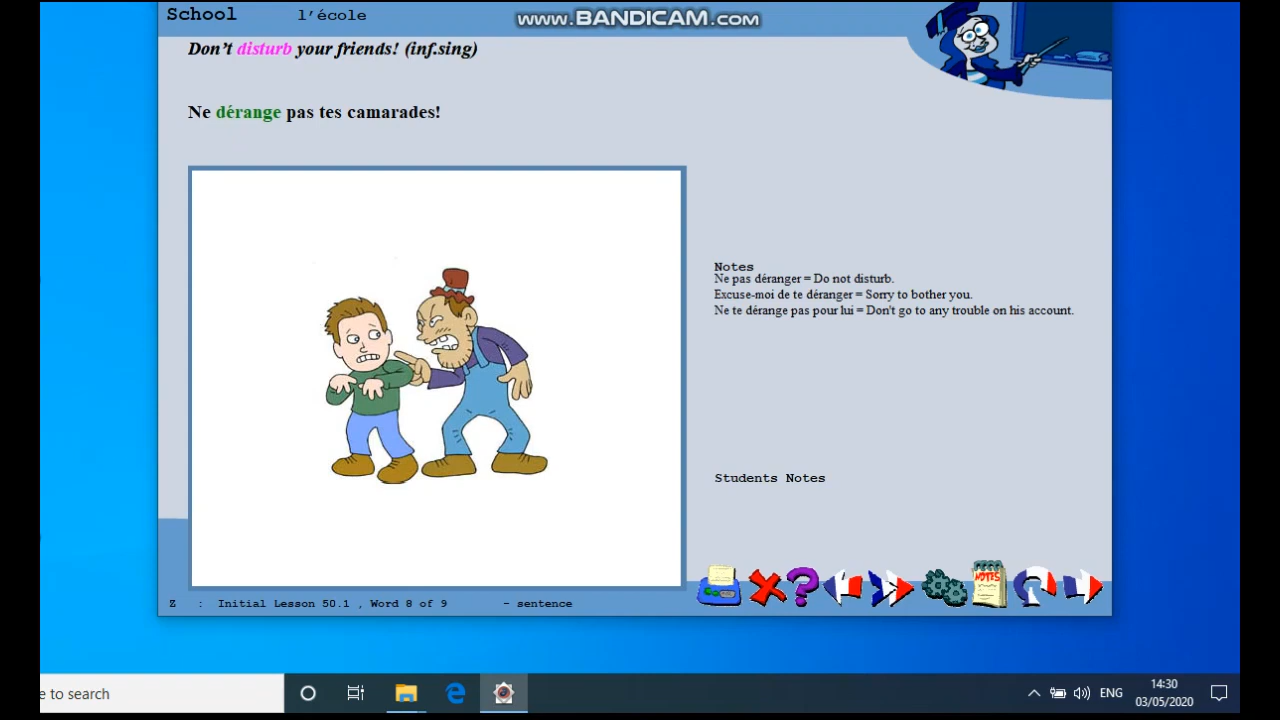 www.BANDICAM.com
School l'école
Don't disturb your friends! (inf.sing)
Ne dérange pas tes camarades!
Notes
Ne pas déranger = Do not disturb.
Excuse-moi de te déranger = Sorry to bother you.
Ne te dérange pas pour lui = Don't go to any trouble on his account.
Students Notes
NOTES
Z : Initial Lesson 50.1 , Word 8 of 9 - sentence
e to search
ENG
14:30
03/05/2020